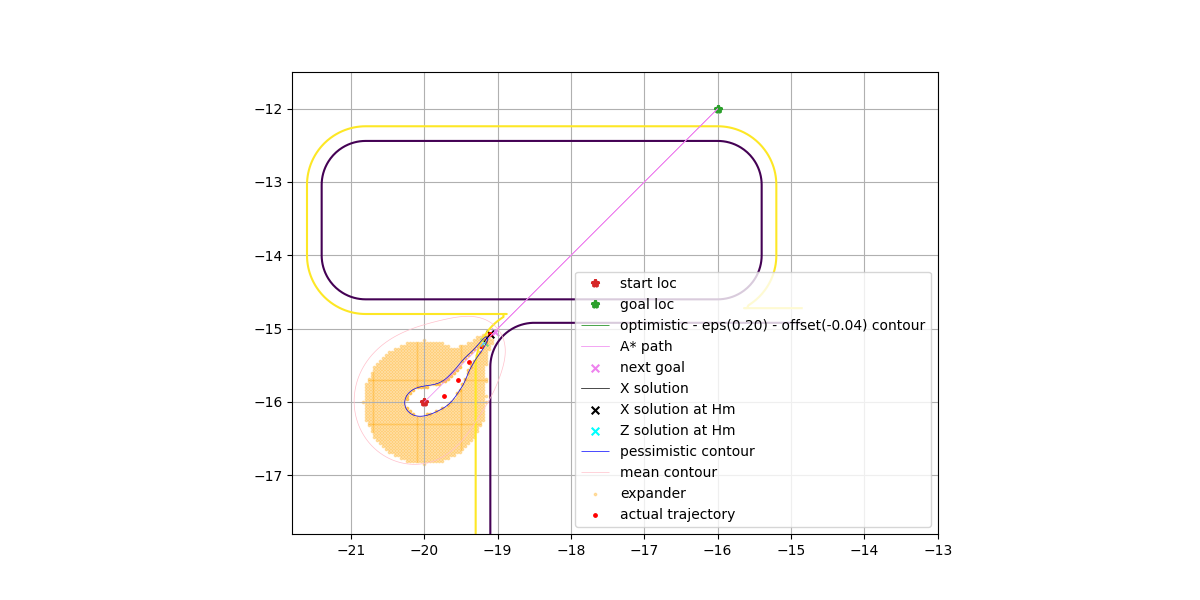 −12
−13
−14
−15
−16
−17
start loc
goal loc
optimistic - eps(0.20) - offset(-0.04) contour
A* path
next goal
X solution
X solution at Hm
Z solution at Hm
pessimistic contour
mean contour
expander
actual trajectory
−21 −20 −19 −18 −17 −16 −15 −14 −13